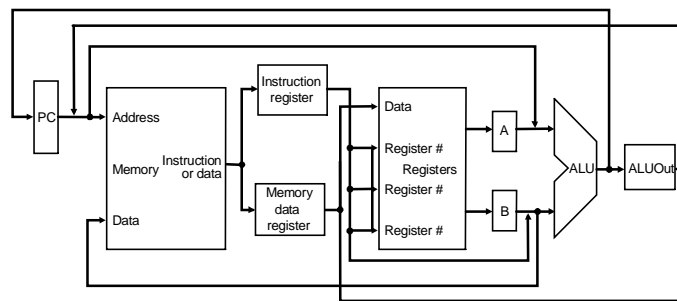 PC
Address
Memory
Instruction
or data
Data
Instruction
register
Memory
data
register
Data
Register #
Registers
Register #
Register #
A
B
ALU
ALUOut